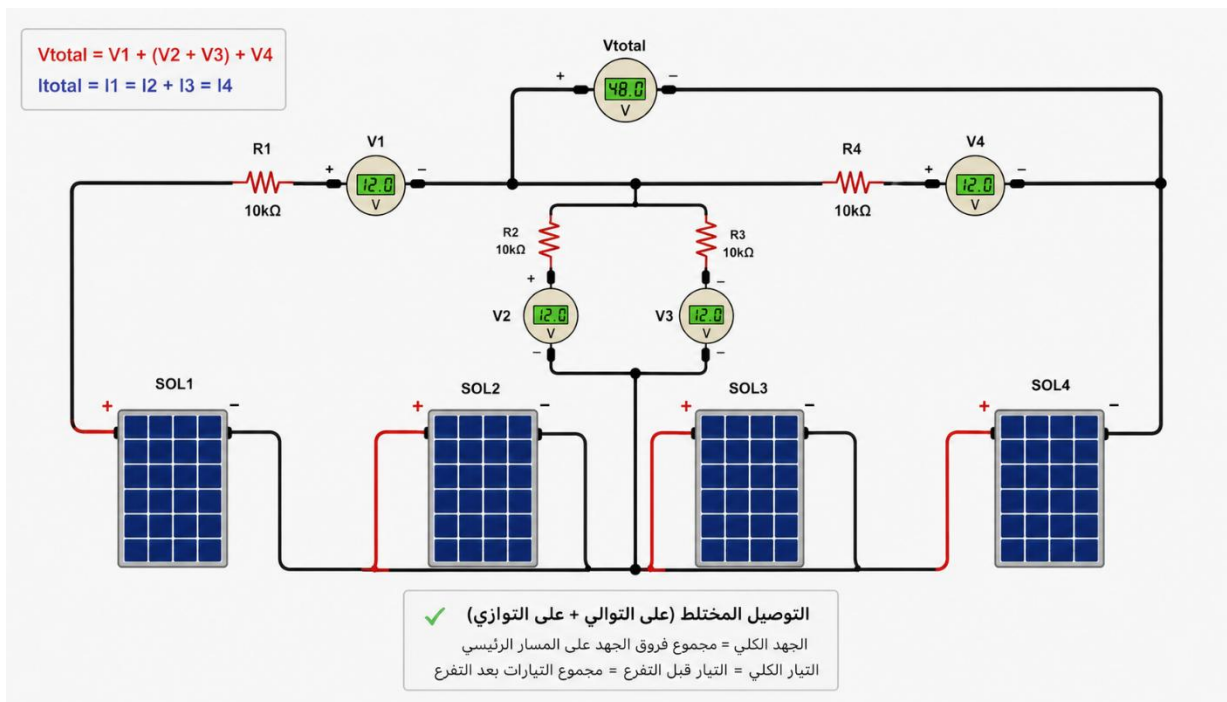 Vtotal = V1 + (V2 + V3) + V4
Itotal = I1 = I2 + I3 = I4
Vtotal
+ −
48.0
V
R1
10kΩ
V1
+ −
12.0
V
R4
10kΩ
V4
+ −
12.0
V
R2
10kΩ
R3
10kΩ
+ −
V2
12.0
V
V3
12.0
V
− −
SOL1
+ −
SOL2
+ −
SOL3
+ −
SOL4
+ −
✓ التوصيل المختلط (على التوالي + على التوازي)
الجهد الكلي = مجموع فروق الجهد على المسار الرئيسي
التيار الكلي = التيار قبل التفرع = مجموع التيارات بعد التفرع